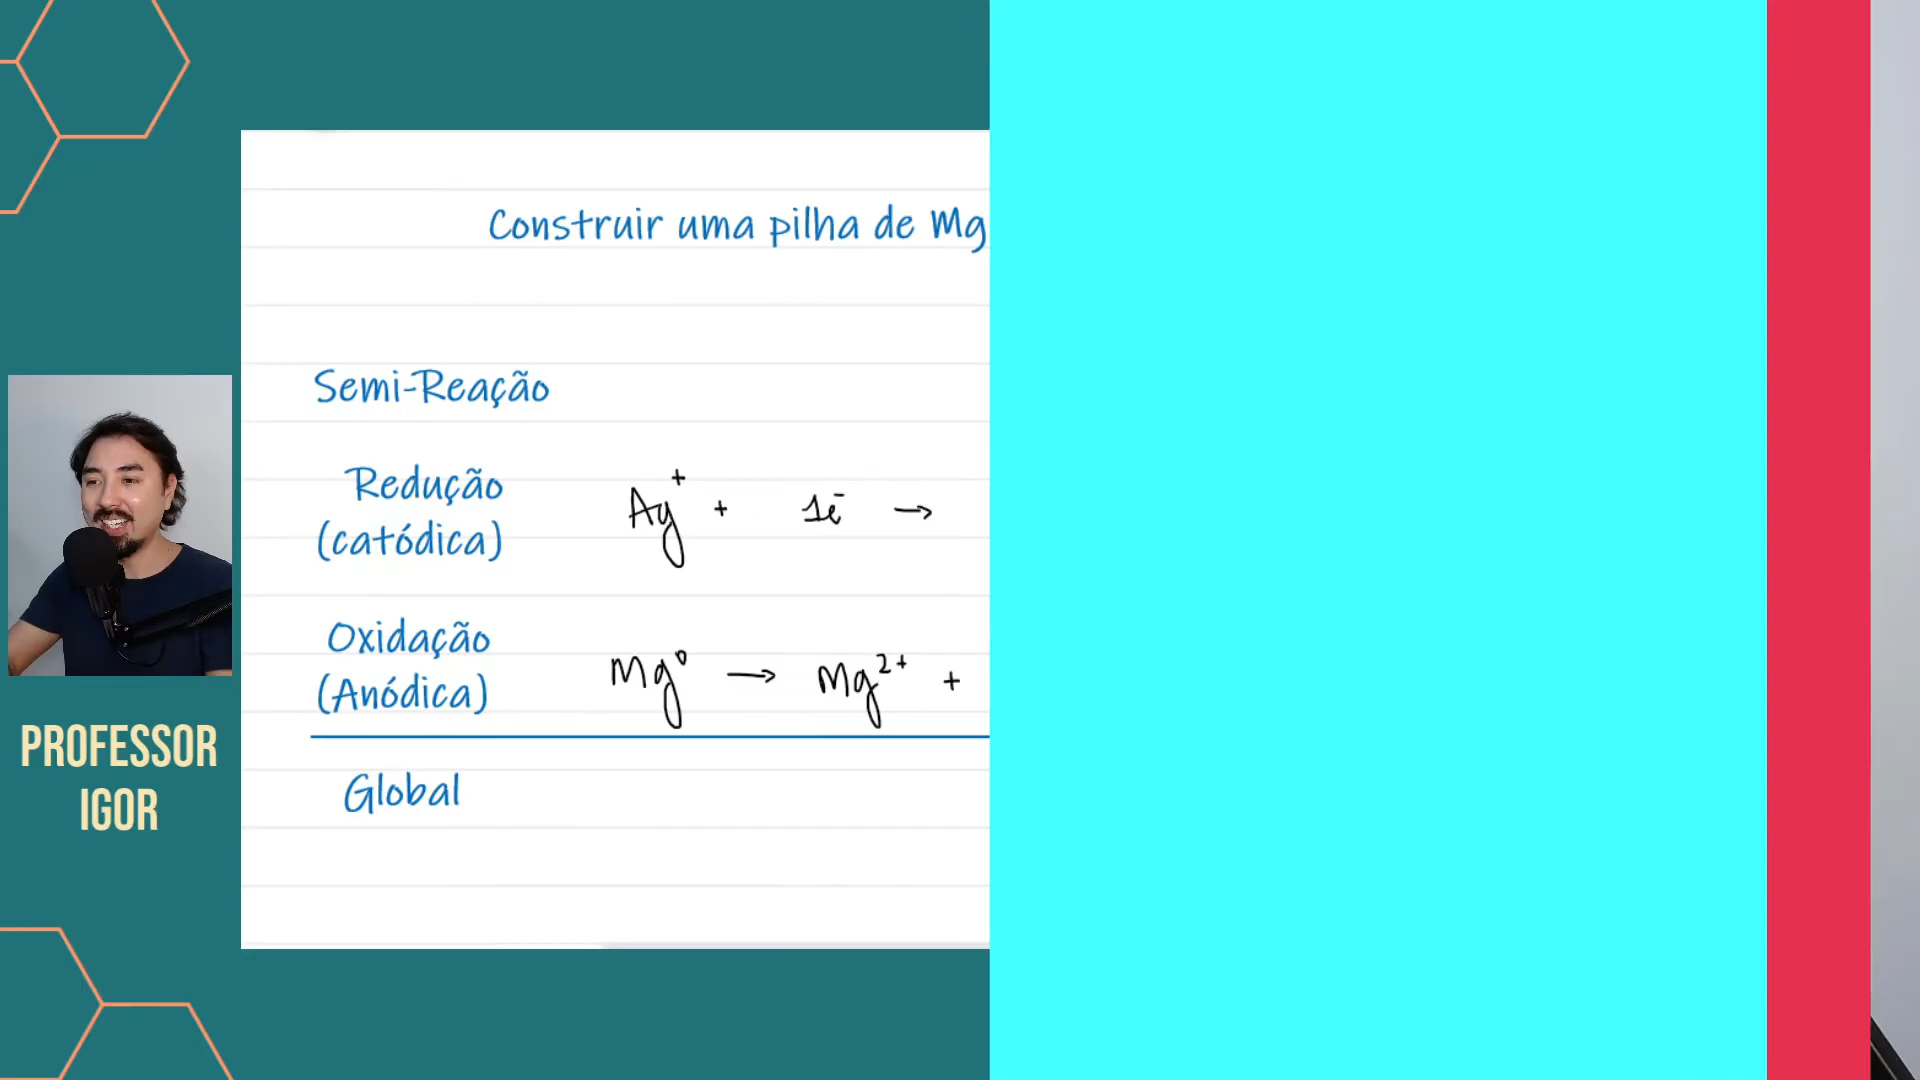 Construir uma pilha de Mg
Semi-Reação
Redução
(catódica)
Ag⁺ + 1e⁻ →
Oxidação
(Anódica)
Mg⁰ → Mg²⁺ +
Global
PROFESSOR
IGOR